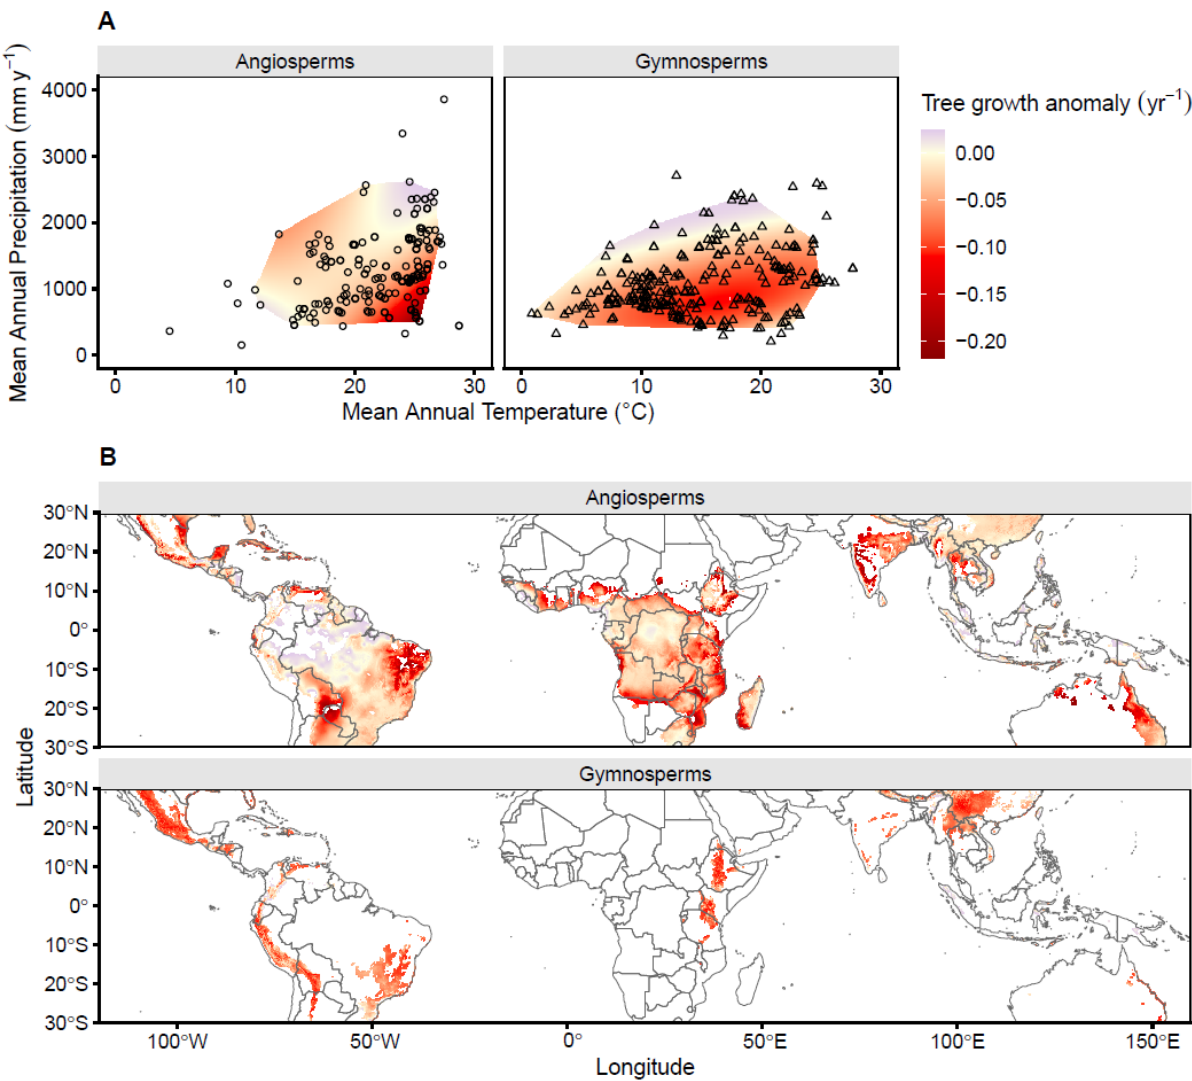 A
Angiosperms
Gymnosperms
Mean Annual Precipitation (mm y⁻¹)
4000
3000
2000
1000
0
0 10 20 30
0 10 20 30
Mean Annual Temperature (°C)
Tree growth anomaly (yr⁻¹)
0.00
−0.05
−0.10
−0.15
−0.20
B
Angiosperms
30°N
20°N
10°N
0°
10°S
20°S
30°S
Latitude
Gymnosperms
30°N
20°N
10°N
0°
10°S
20°S
30°S
100°W 50°W 0° 50°E 100°E 150°E
Longitude